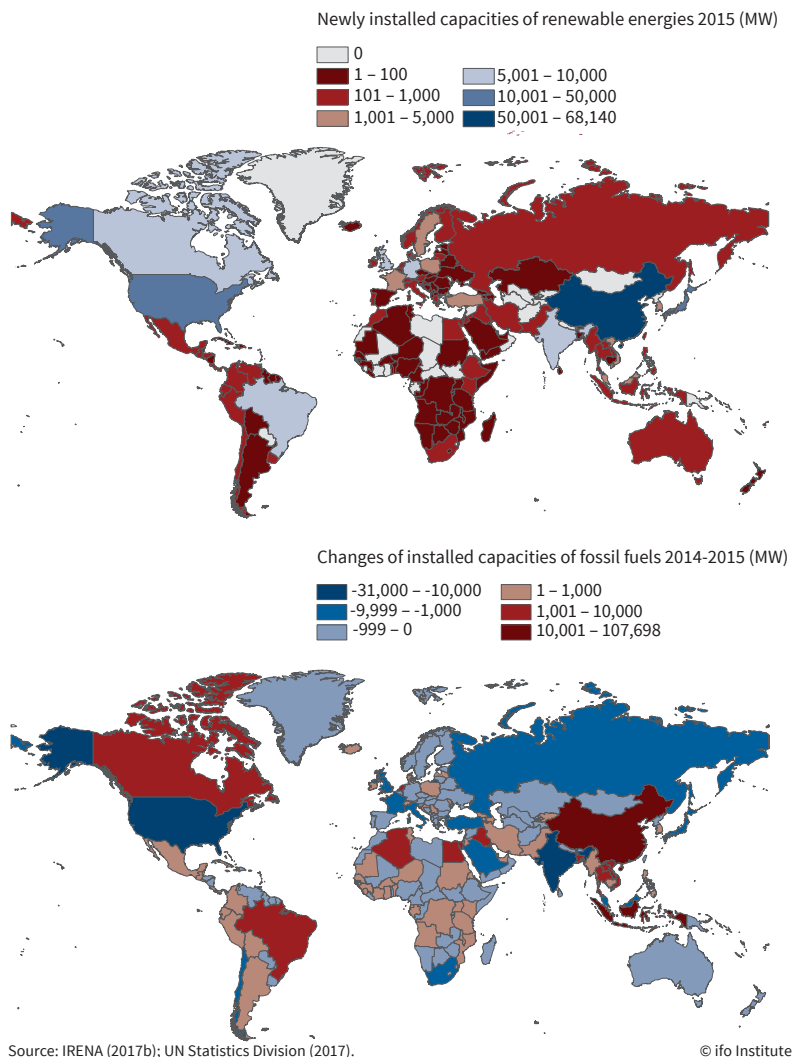 Newly installed capacities of renewable energies 2015 (MW)
0
1 – 100
101 – 1,000
1,001 – 5,000
5,001 – 10,000
10,001 – 50,000
50,001 – 68,140
Changes of installed capacities of fossil fuels 2014-2015 (MW)
-31,000 – -10,000
-9,999 – -1,000
-999 – 0
1 – 1,000
1,001 – 10,000
10,001 – 107,698
Source: IRENA (2017b); UN Statistics Division (2017).
© ifo Institute